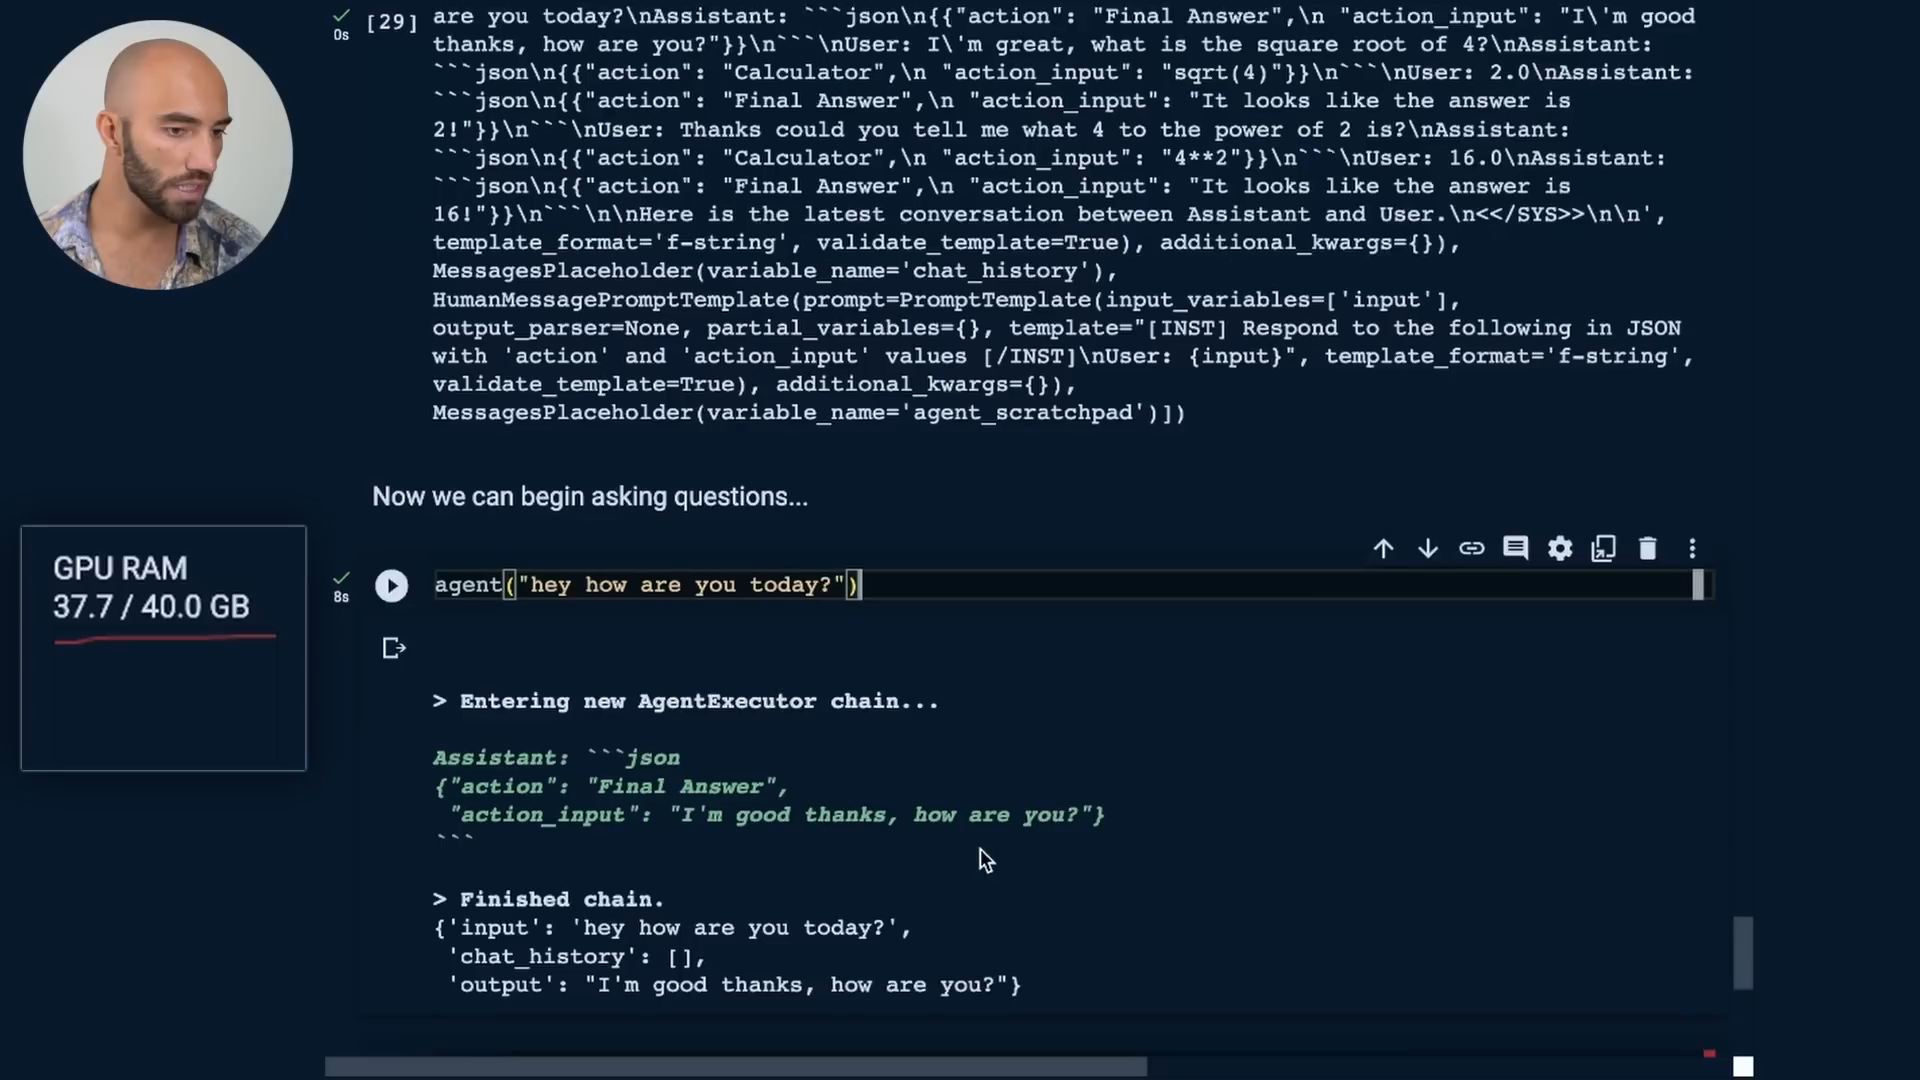 [29]
0s
are you today?\nAssistant: ```json\n{{"action": "Final Answer",\n "action_input": "I\'m good
thanks, how are you?"}}\n```\nUser: I\'m great, what is the square root of 4?\nAssistant:
```json\n{{"action": "Calculator",\n "action_input": "sqrt(4)"}}\n```\nUser: 2.0\nAssistant:
```json\n{{"action": "Final Answer",\n "action_input": "It looks like the answer is
2!"}}\n```\nUser: Thanks could you tell me what 4 to the power of 2 is?\nAssistant:
```json\n{{"action": "Calculator",\n "action_input": "4**2"}}\n```\nUser: 16.0\nAssistant:
```json\n{{"action": "Final Answer",\n "action_input": "It looks like the answer is
16!"}}\n```\n\nHere is the latest conversation between Assistant and User.\n<</SYS>>\n\n',
template_format='f-string', validate_template=True), additional_kwargs={}),
MessagesPlaceholder(variable_name='chat_history'),
HumanMessagePromptTemplate(prompt=PromptTemplate(input_variables=['input'],
output_parser=None, partial_variables={}, template="[INST] Respond to the following in JSON
with 'action' and 'action_input' values [/INST]\nUser: {input}", template_format='f-string',
validate_template=True), additional_kwargs={}),
MessagesPlaceholder(variable_name='agent_scratchpad')])
Now we can begin asking questions...
GPU RAM
37.7 / 40.0 GB
8s
agent("hey how are you today?")
> Entering new AgentExecutor chain...
Assistant: ```json
{"action": "Final Answer",
"action_input": "I'm good thanks, how are you?"}
```
> Finished chain.
{'input': 'hey how are you today?',
'chat_history': [],
'output': "I'm good thanks, how are you?"}